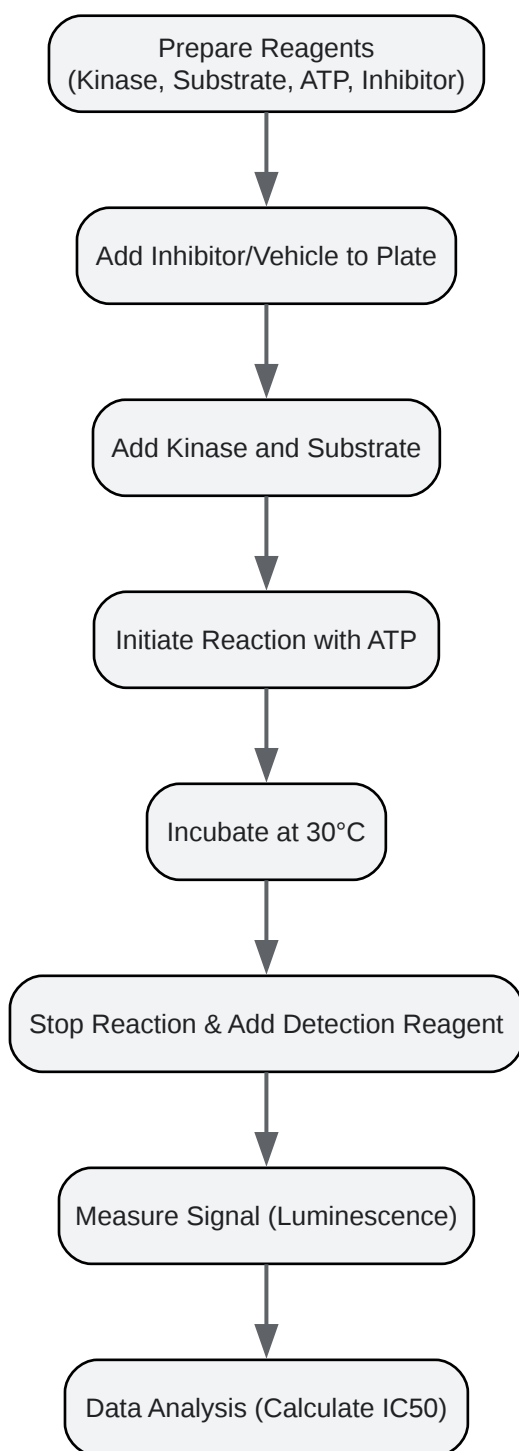 Prepare Reagents
(Kinase, Substrate, ATP, Inhibitor)
Add Inhibitor/Vehicle to Plate
Add Kinase and Substrate
Initiate Reaction with ATP
Incubate at 30°C
Stop Reaction & Add Detection Reagent
Measure Signal (Luminescence)
Data Analysis (Calculate IC50)